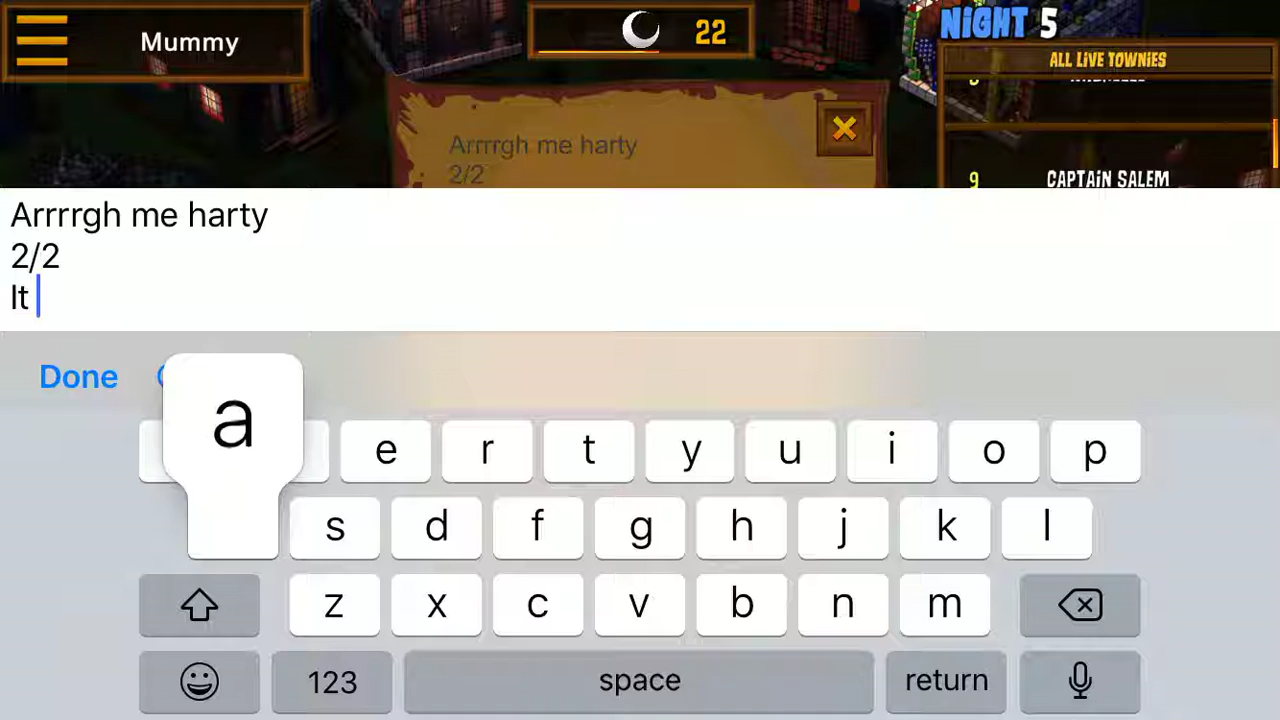 Mummy
22
NiGHT 5
ALL LiVE TOWNiES
Arrrrgh me harty
2/2
9 CAPTAiN SALEM
Arrrrgh me harty
2/2
It
Done
a
e r t y u i o p
s d f g h j k l
z x c v b n m
123 space return